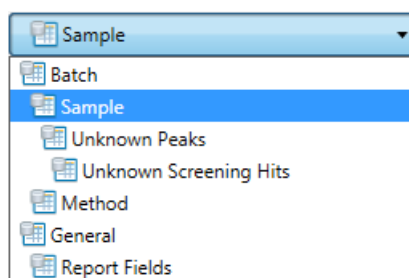 Sample
Batch
Sample
Unknown Peaks
Unknown Screening Hits
Method
General
Report Fields